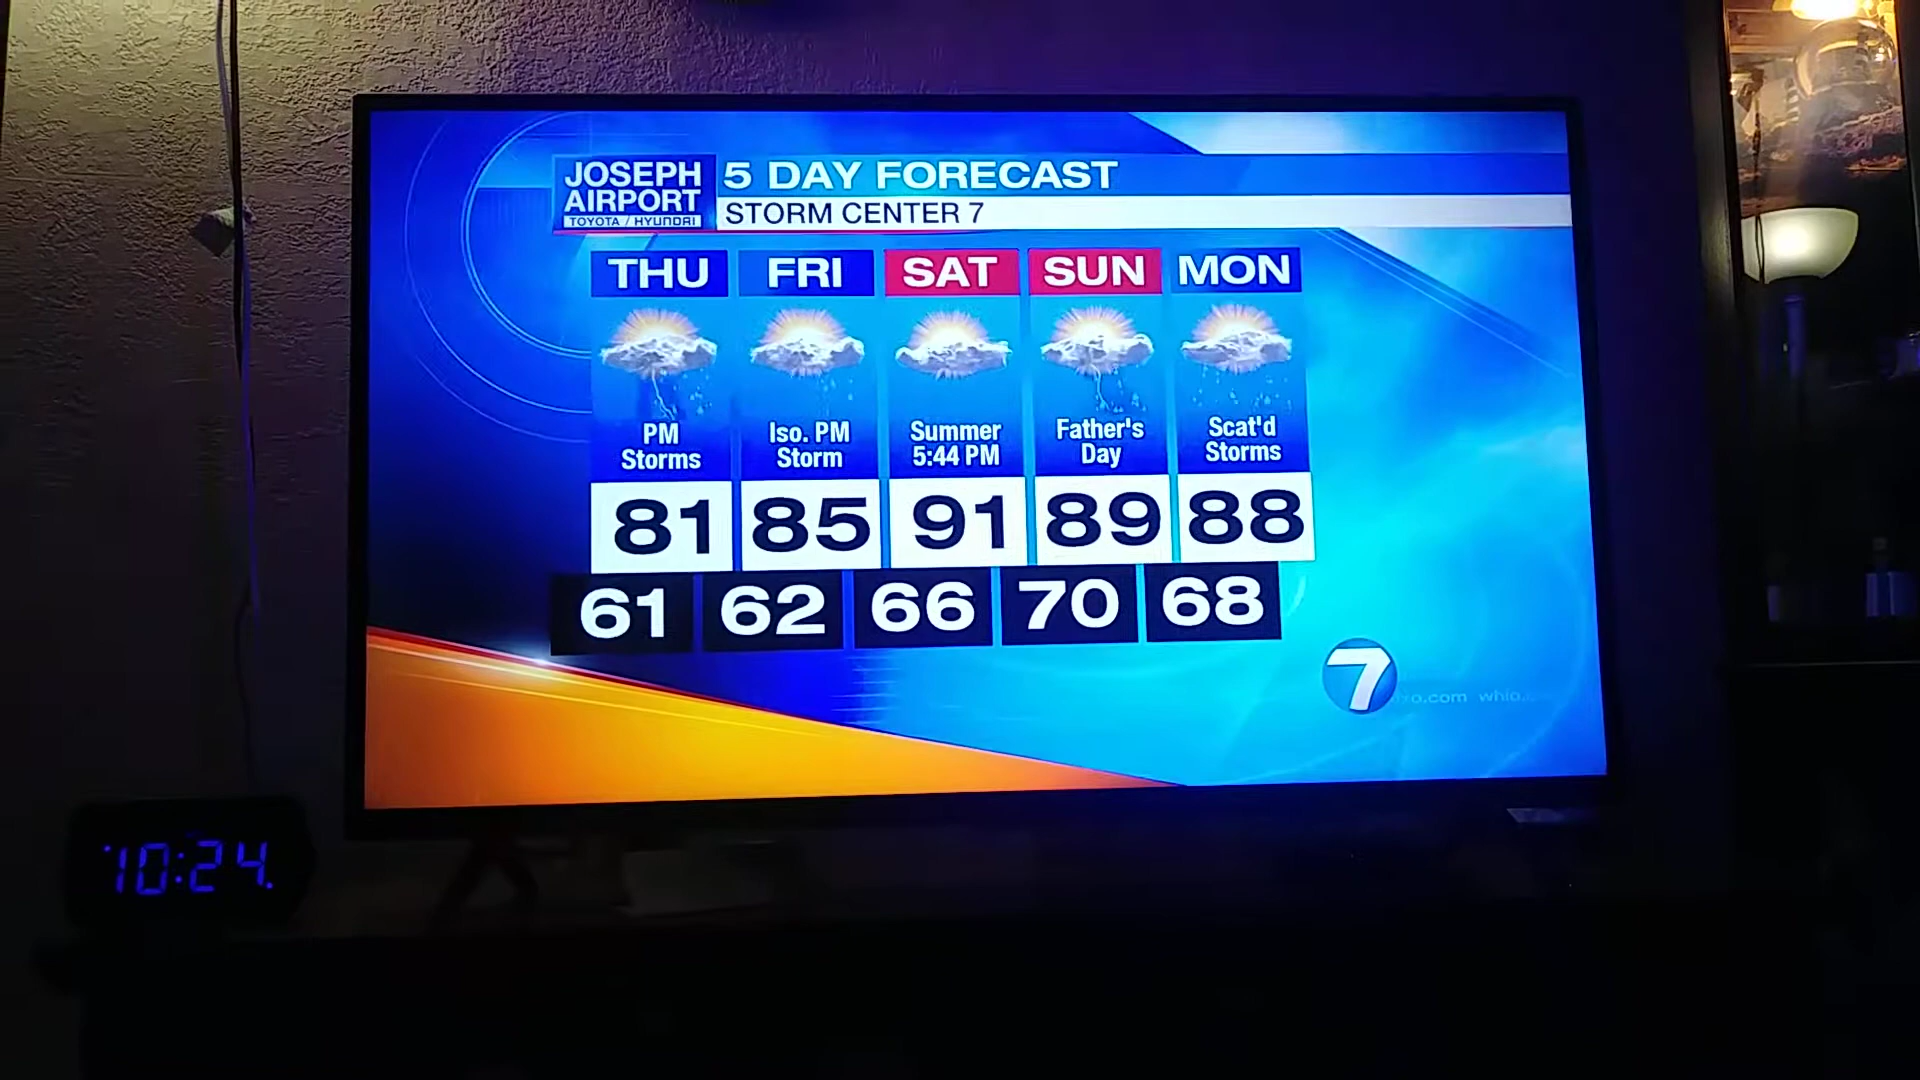 JOSEPH
AIRPORT
TOYOTA / HYUNDAI
5 DAY FORECAST
STORM CENTER 7
THU FRI SAT SUN MON
PM Storms
Iso. PM Storm
Summer 5:44 PM
Father's Day
Scat'd Storms
81 85 91 89 88
61 62 66 70 68
7
10:24